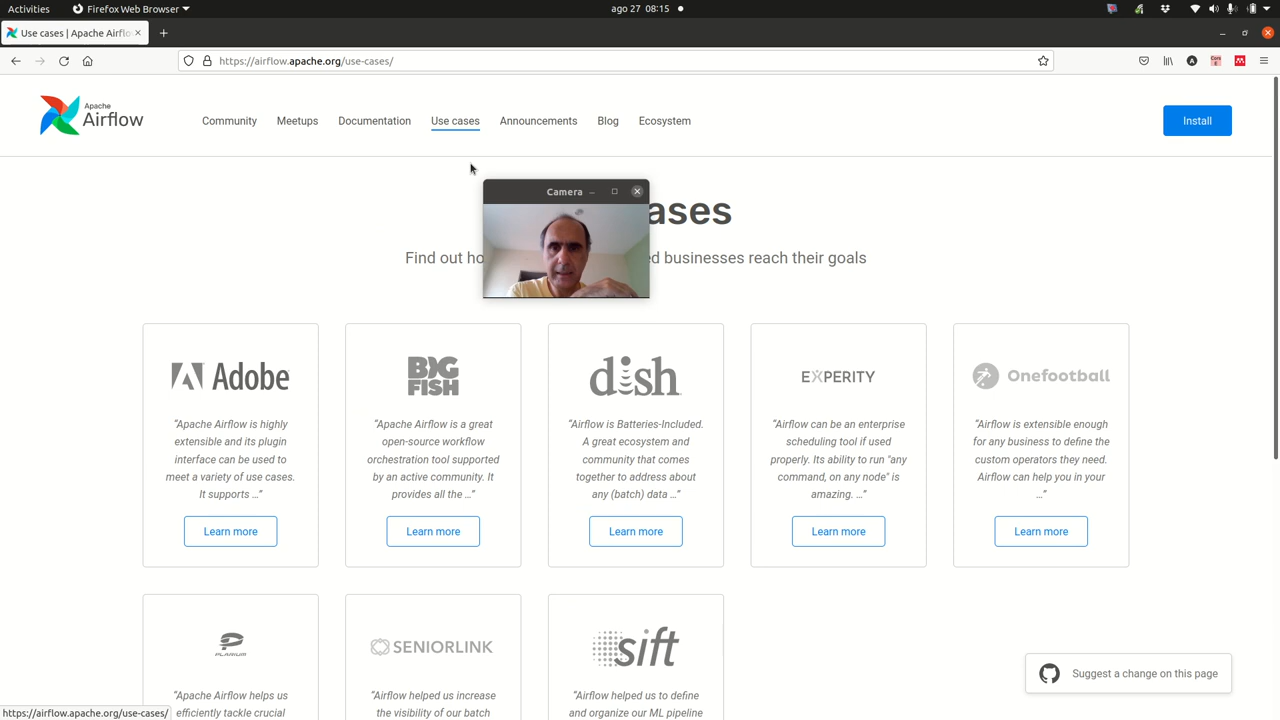 Activities
Firefox Web Browser
ago 27 08:15
Use cases | Apache Airflo
https://airflow.apache.org/use-cases/
Apache
Airflow
Community
Meetups
Documentation
Use cases
Announcements
Blog
Ecosystem
Install
Camera
ases
Find out ho
d businesses reach their goals
Adobe
"Apache Airflow is highly
extensible and its plugin
interface can be used to
meet a variety of use cases.
It supports …"
Learn more
BIG
FISH
"Apache Airflow is a great
open-source workflow
orchestration tool supported
by an active community. It
provides all the …"
Learn more
dish
"Airflow is Batteries-Included.
A great ecosystem and
community that comes
together to address about
any (batch) data …"
Learn more
EXPERITY
"Airflow can be an enterprise
scheduling tool if used
properly. Its ability to run "any
command, on any node" is
amazing. …"
Learn more
Onefootball
"Airflow is extensible enough
for any business to define the
custom operators they need.
Airflow can help you in your
…"
Learn more
PLARIUM
"Apache Airflow helps us
efficiently tackle crucial
SENIORLINK
"Airflow helped us increase
the visibility of our batch
sift
"Airflow helped us to define
and organize our ML pipeline
Suggest a change on this page
https://airflow.apache.org/use-cases/